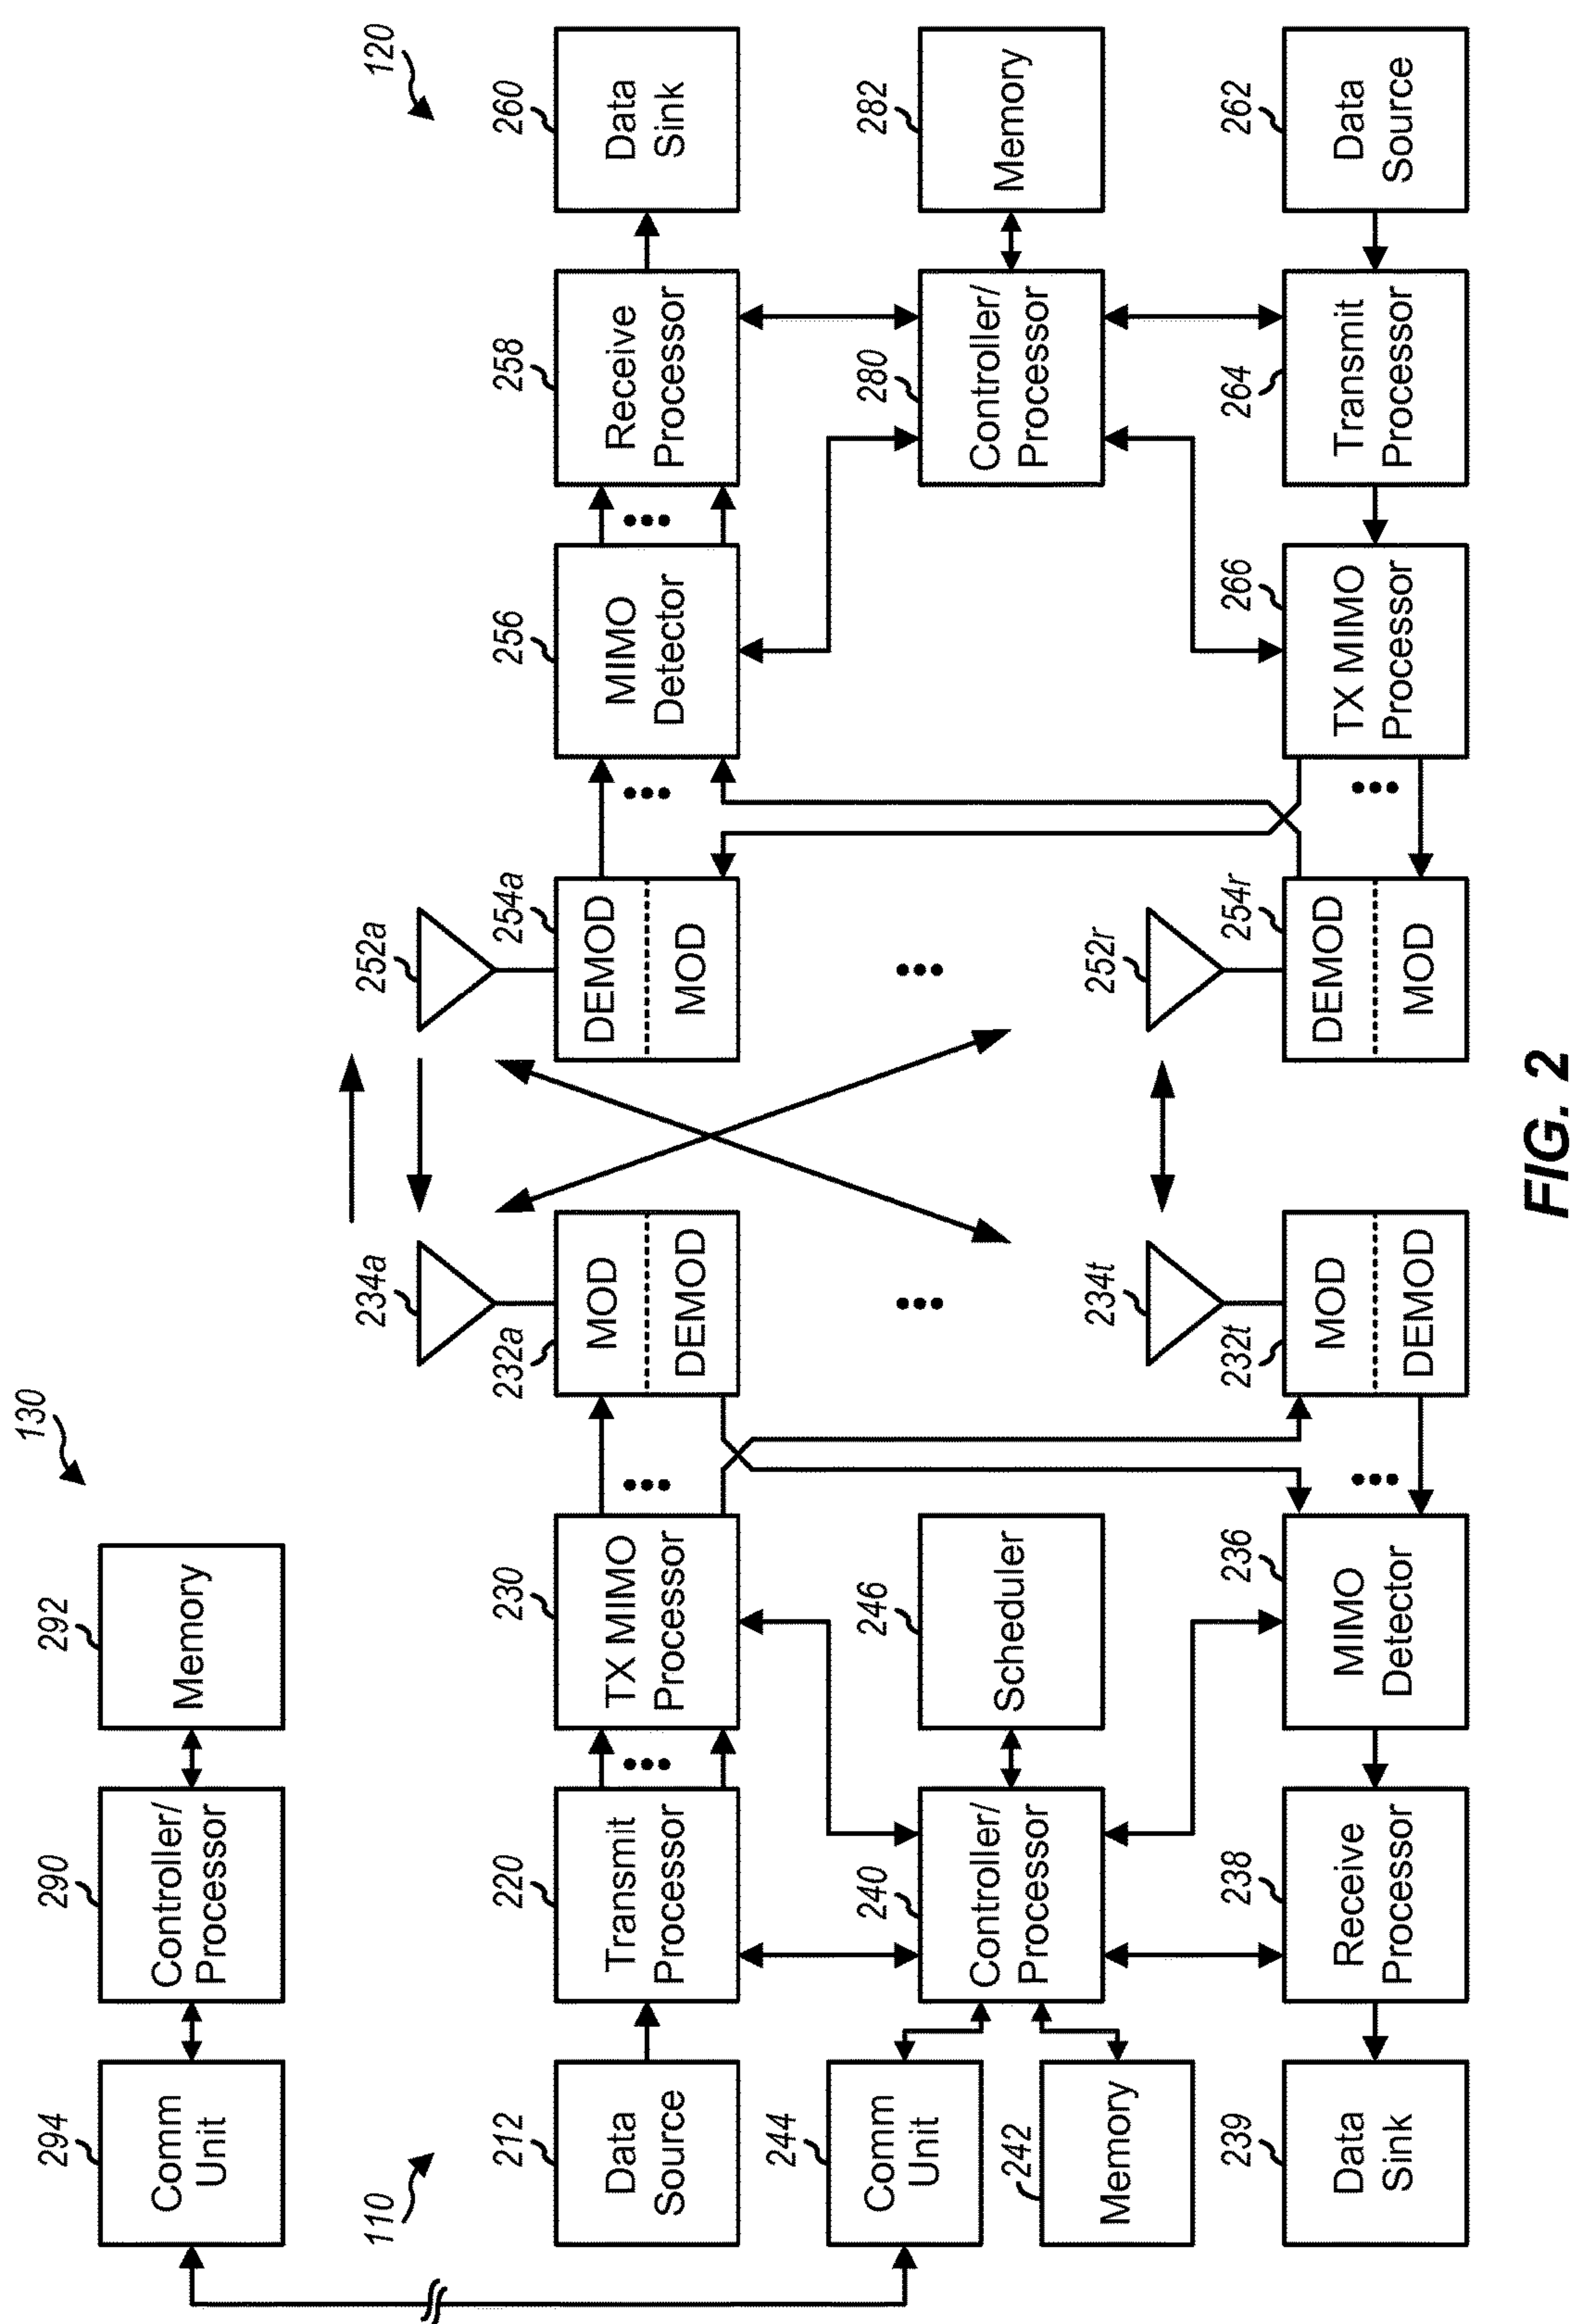 130
294
Comm
Unit
290
Controller/
Processor
292
Memory
110
120
234a
252a
212
Data
Source
220
Transmit
Processor
230
TX MIMO
Processor
232a
MOD
DEMOD
254a
DEMOD
MOD
256
MIMO
Detector
258
Receive
Processor
260
Data
Sink
244
Comm
Unit
242
Memory
240
Controller/
Processor
246
Scheduler
280
Controller/
Processor
282
Memory
234t
252r
239
Data
Sink
238
Receive
Processor
236
MIMO
Detector
232t
MOD
DEMOD
254r
DEMOD
MOD
266
TX MIMO
Processor
264
Transmit
Processor
262
Data
Source
FIG. 2